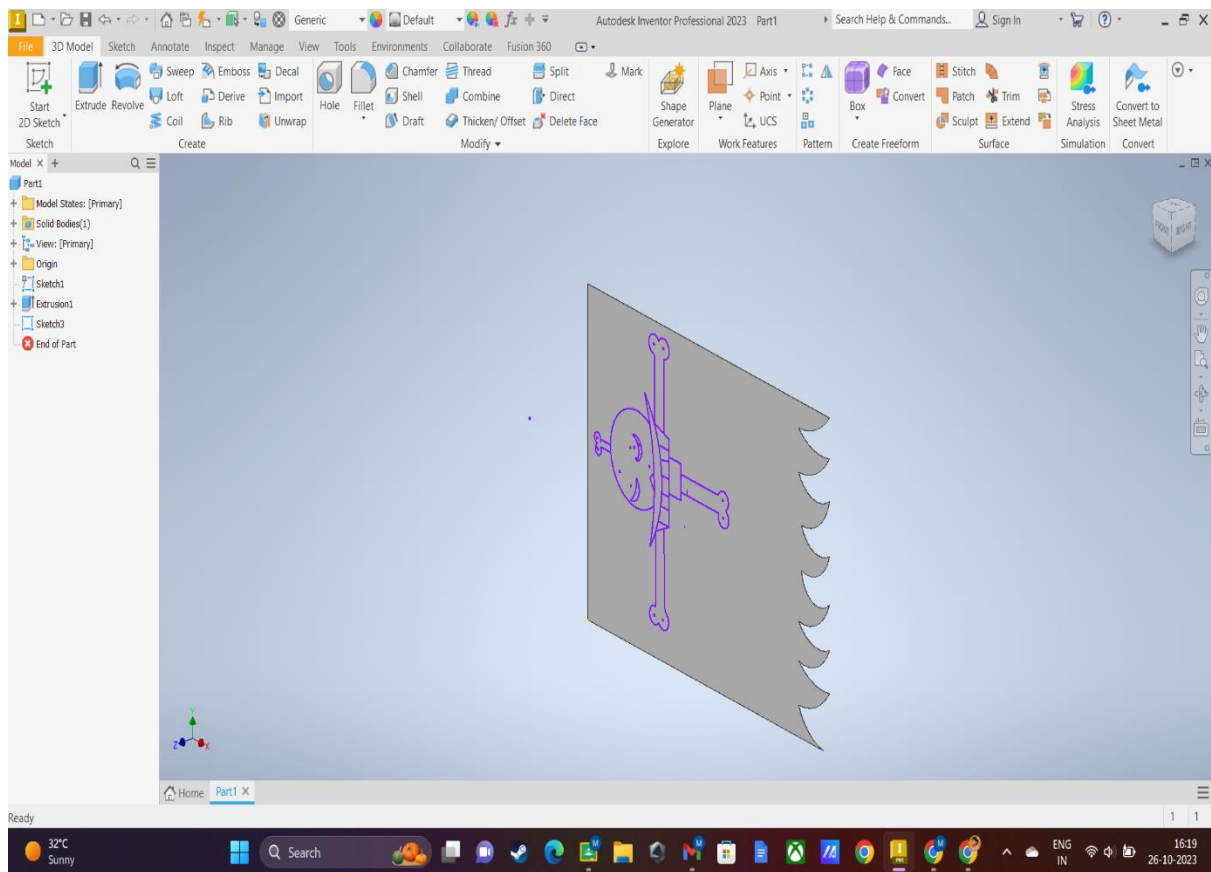 Generic Default fx Autodesk Inventor Professional 2023 Part1 Search Help & Commands... Sign In
File 3D Model Sketch Annotate Inspect Manage View Tools Environments Collaborate Fusion 360
Sweep Emboss Decal Chamfer Thread Split Mark Axis Face Stitch
Start 2D Sketch Extrude Revolve Loft Derive Import Hole Fillet Shell Combine Direct Shape Generator Plane Point Box Convert Patch Trim Stress Analysis Convert to Sheet Metal
Coil Rib Unwrap Draft Thicken/ Offset Delete Face UCS Sculpt Extend
Sketch Create Modify Explore Work Features Pattern Create Freeform Surface Simulation Convert
Model
Part1
Model States: [Primary]
Solid Bodies(1)
View: [Primary]
Origin
Sketch1
Extrusion1
Sketch3
End of Part
FRONT RIGHT
Y
Z X
Home Part1
Ready 1 1
32°C
Sunny
Search
ENG
IN
16:19
26-10-2023